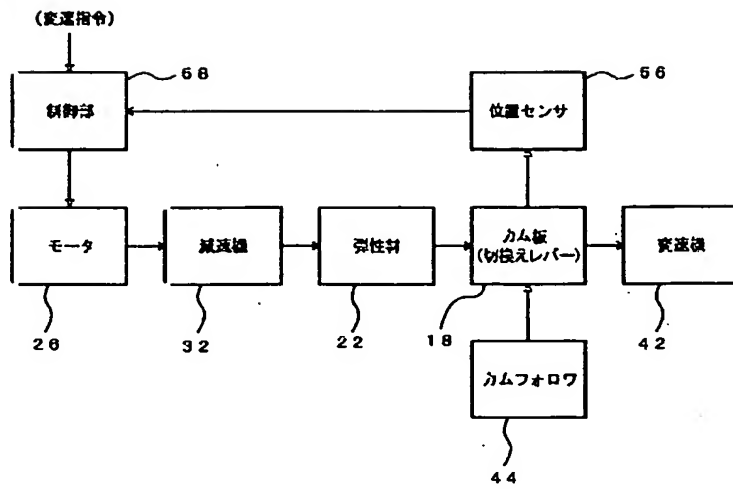 (変速指令)
58
56
制御部
位置センサ
モータ
減速機
弾性材
カム板
(切換えレバー)
変速機
26
32
22
18
42
カムフォロワ
44